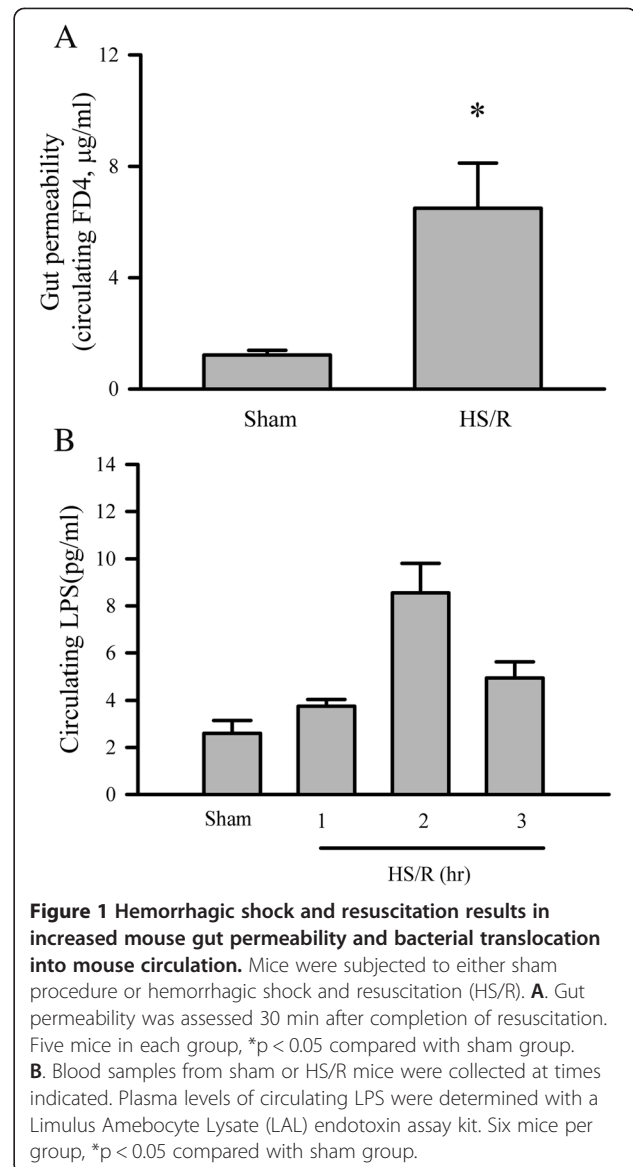 A
12
8
4
0
Gut permeability
(circulating FD4, µg/ml)
*
Sham
HS/R
B
14
12
10
8
6
4
2
0
Circulating LPS(pg/ml)
Sham
1
2
3
HS/R (hr)
Figure 1 Hemorrhagic shock and resuscitation results in
increased mouse gut permeability and bacterial translocation
into mouse circulation. Mice were subjected to either sham
procedure or hemorrhagic shock and resuscitation (HS/R). A. Gut
permeability was assessed 30 min after completion of resuscitation.
Five mice in each group, *p < 0.05 compared with sham group.
B. Blood samples from sham or HS/R mice were collected at times
indicated. Plasma levels of circulating LPS were determined with a
Limulus Amebocyte Lysate (LAL) endotoxin assay kit. Six mice per
group, *p < 0.05 compared with sham group.